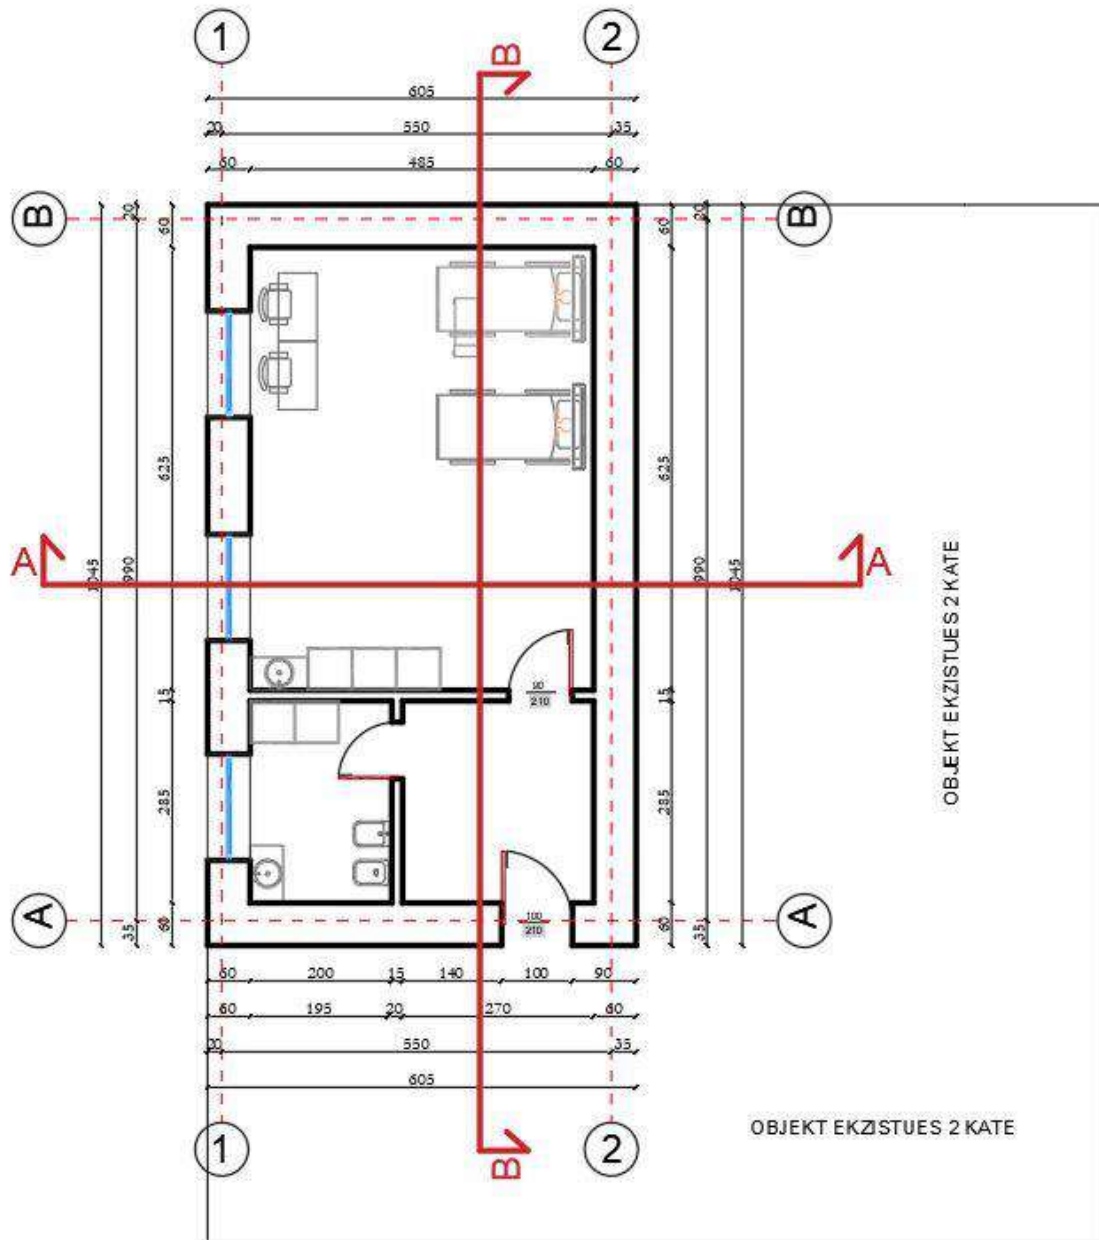 1 2
B
605
20 550 35
60 485 60
B B
20 20
60 60
625 625
A A
990 990
1045 1045
OBJEKT EKZISTUES 2 KATE
90
210
15 15
285 285
A A
100
210
35 60 60 35
60 200 15 140 100 90
60 195 20 270 60
20 550 35
605
OBJEKT EKZISTUES 2 KATE
1 2
B